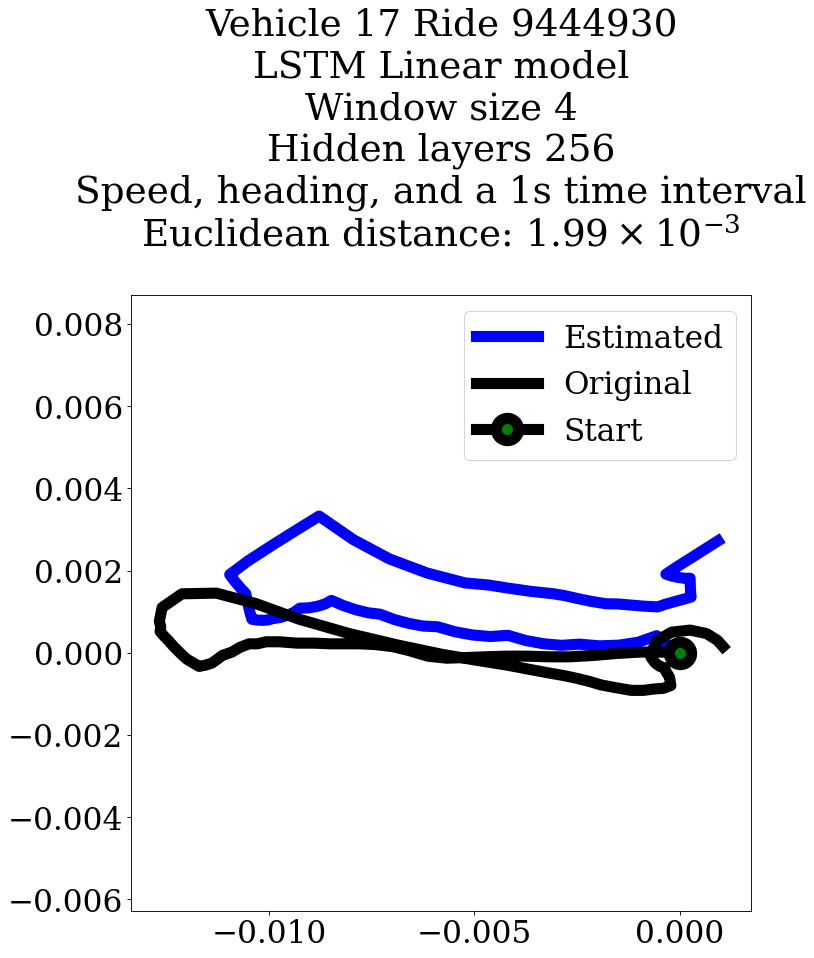 Vehicle 17 Ride 9444930
LSTM Linear model
Window size 4
Hidden layers 256
Speed, heading, and a 1s time interval
Euclidean distance: 1.99 × 10⁻³
Estimated
Original
Start
0.008
0.006
0.004
0.002
0.000
−0.002
−0.004
−0.006
−0.010
−0.005
0.000